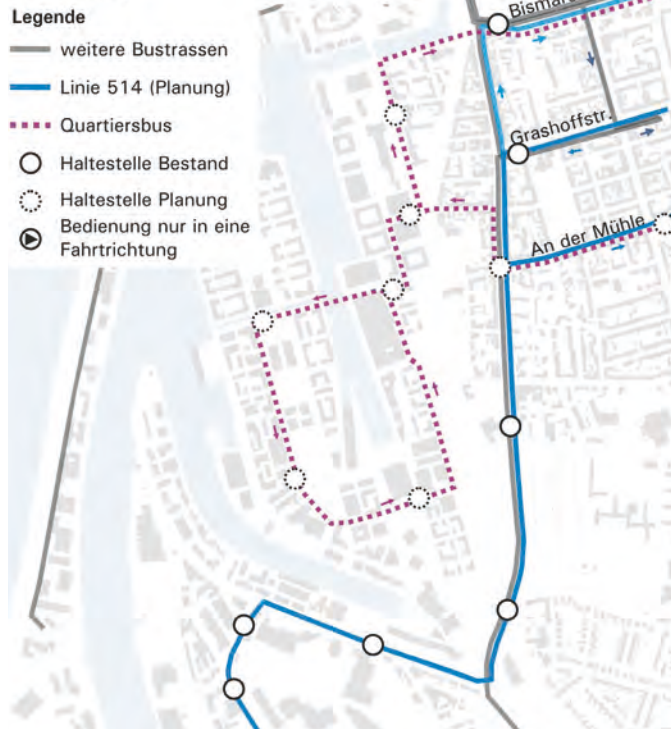 Legende
weitere Bustrassen
Linie 514 (Planung)
Quartiersbus
Haltestelle Bestand
Haltestelle Planung
Bedienung nur in eine
Fahrtrichtung
Bismar
Grashoffstr.
An der Mühle